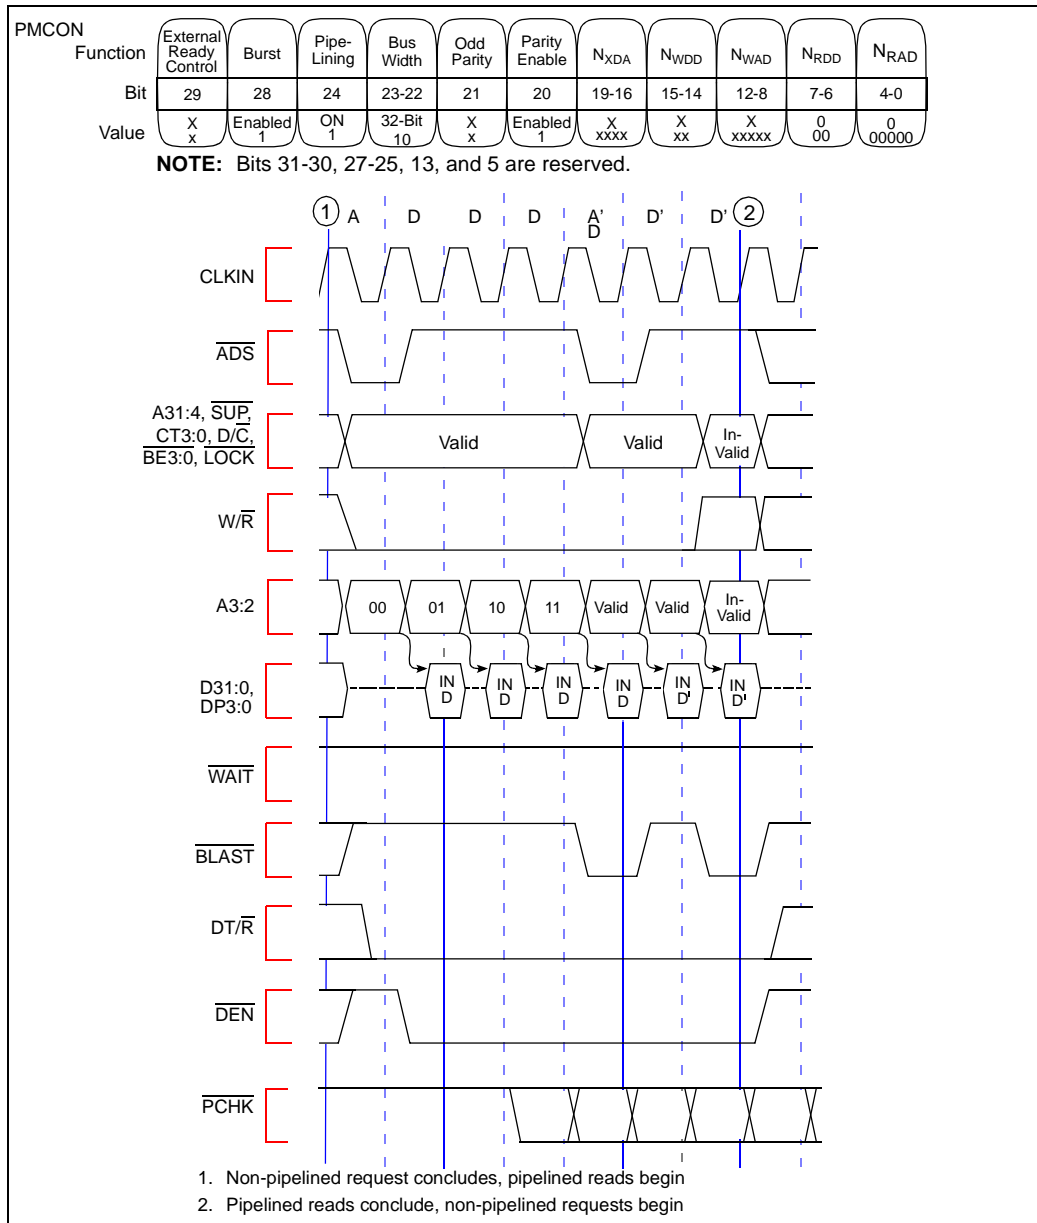 PMCON
Function External Ready Control Burst Pipe-Lining Bus Width Odd Parity Parity Enable NXDA NWDD NWAD NRDD NRAD
Bit 29 28 24 23-22 21 20 19-16 15-14 12-8 7-6 4-0
Value X x Enabled 1 ON 1 32-Bit 10 X x Enabled 1 X xxxx X xx X xxxxx 0 00 0 00000
NOTE: Bits 31-30, 27-25, 13, and 5 are reserved.
1 A D D D A' D D' D' 2
CLKIN
ADS
A31:4, SUP,
CT3:0, D/C,
BE3:0, LOCK
Valid Valid In-Valid
W/R
A3:2 00 01 10 11 Valid Valid In-Valid
D31:0,
DP3:0
IN D IN D IN D IN D IN D' IN D'
WAIT
BLAST
DT/R
DEN
PCHK
1. Non-pipelined request concludes, pipelined reads begin
2. Pipelined reads conclude, non-pipelined requests begin